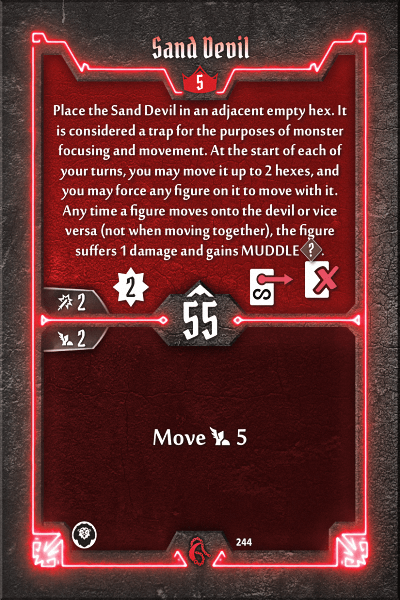 Sand Devil
5
Place the Sand Devil in an adjacent empty hex. It
is considered a trap for the purposes of monster
focusing and movement. At the start of each of
your turns, you may move it up to 2 hexes, and
you may force any figure on it to move with it.
Any time a figure moves onto the devil or vice
versa (not when moving together), the figure
suffers 1 damage and gains MUDDLE ?.
2
2
55
2
Move 5
244